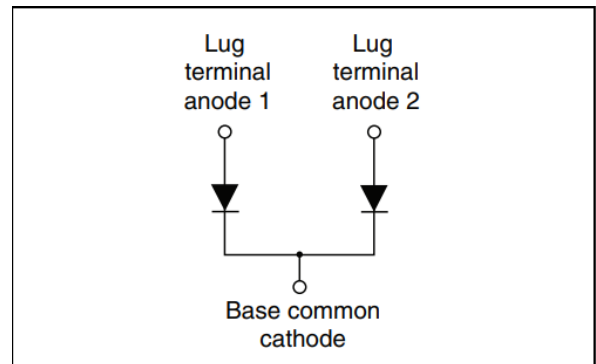 Lug
terminal
anode 1
Lug
terminal
anode 2
Base common
cathode